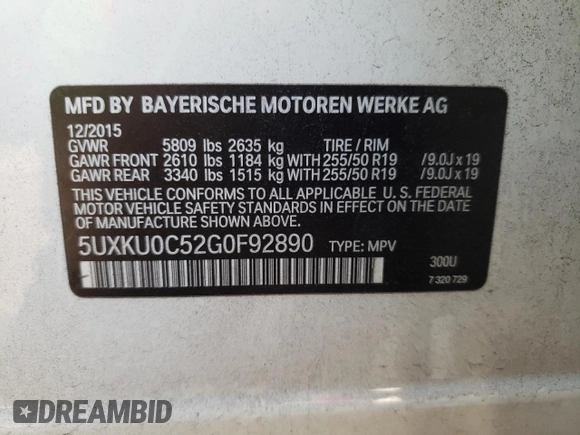 MFD BY BAYERISCHE MOTOREN WERKE AG
12/2015
GVWR 5809 lbs 2635 kg TIRE / RIM
GAWR FRONT 2610 lbs 1184 kg WITH 255/50 R19 /9.0J x 19
GAWR REAR 3340 lbs 1515 kg WITH 255/50 R19 /9.0J x 19
THIS VEHICLE CONFORMS TO ALL APPLICABLE U. S. FEDERAL
MOTOR VEHICLE SAFETY STANDARDS IN EFFECT ON THE DATE
OF MANUFACTURE SHOWN ABOVE.
5UXKU0C52G0F92890 TYPE: MPV
300U
7 320 729
DREAMBID